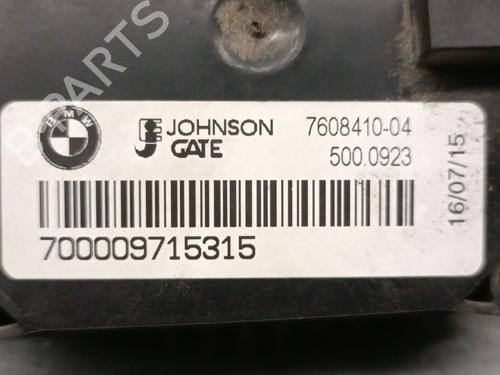 B-PARTS
BMW
JOHNSON 7608410-04
GATE 500.0923
16/07/15
700009715315